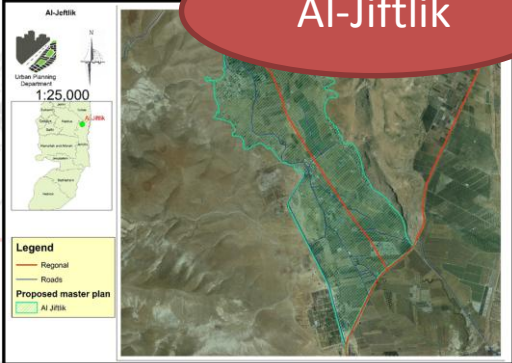 Al-Jiftlik
Al-Jeftlik
N
Urban Planning
Department
1:25,000
Al Jiftlik
Legend
Regonal
Roads
Proposed master plan
Al Jiftlik